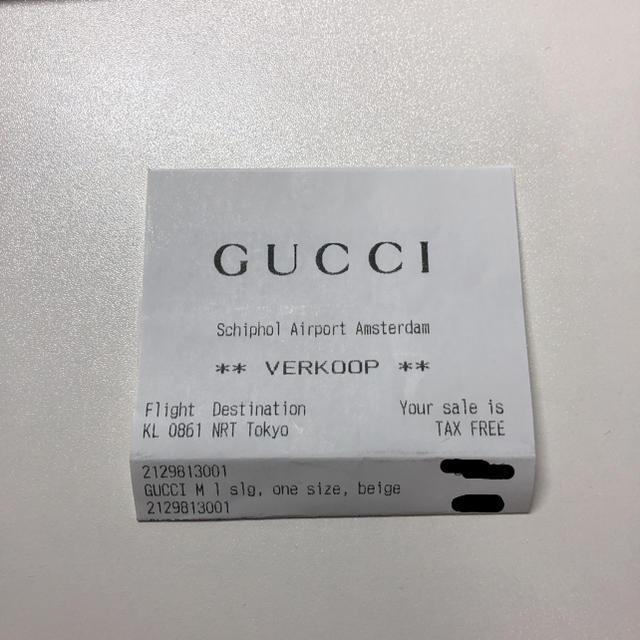 GUCCI
Schiphol Airport Amsterdam
** VERKOOP **
Flight Destination Your sale is
KL 0861 NRT Tokyo TAX FREE
2129813001
GUCCI M l slg, one size, beige
2129813001